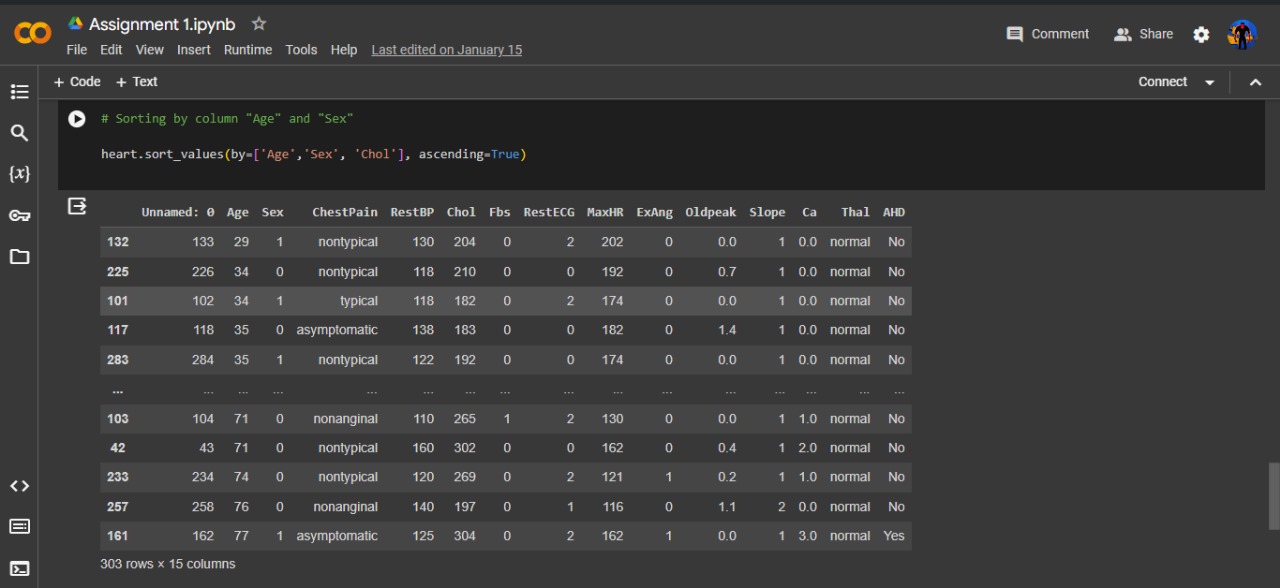 Assignment 1.ipynb
File Edit View Insert Runtime Tools Help Last edited on January 15
Comment Share
+ Code + Text
Connect
# Sorting by column "Age" and "Sex"
heart.sort_values(by=['Age','Sex', 'Chol'], ascending=True)
Unnamed: 0 Age Sex ChestPain RestBP Chol Fbs RestECG MaxHR ExAng Oldpeak Slope Ca Thal AHD
132 133 29 1 nontypical 130 204 0 2 202 0 0.0 1 0.0 normal No
225 226 34 0 nontypical 118 210 0 0 192 0 0.7 1 0.0 normal No
101 102 34 1 typical 118 182 0 2 174 0 0.0 1 0.0 normal No
117 118 35 0 asymptomatic 138 183 0 0 182 0 1.4 1 0.0 normal No
283 284 35 1 nontypical 122 192 0 0 174 0 0.0 1 0.0 normal No
... ... ... ... ... ... ... ... ... ... ... ... ... ... ... ...
103 104 71 0 nonanginal 110 265 1 2 130 0 0.0 1 1.0 normal No
42 43 71 0 nontypical 160 302 0 0 162 0 0.4 1 2.0 normal No
233 234 74 0 nontypical 120 269 0 2 121 1 0.2 1 1.0 normal No
257 258 76 0 nonanginal 140 197 0 1 116 0 1.1 2 0.0 normal No
161 162 77 1 asymptomatic 125 304 0 2 162 1 0.0 1 3.0 normal Yes
303 rows × 15 columns